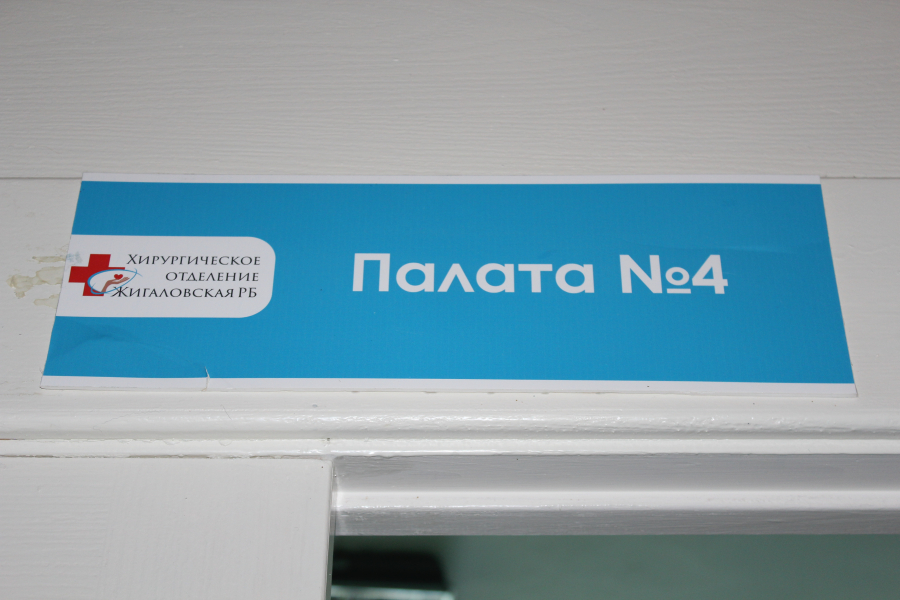 Хирургическое
отделение
Жигаловская РБ
Палата №4